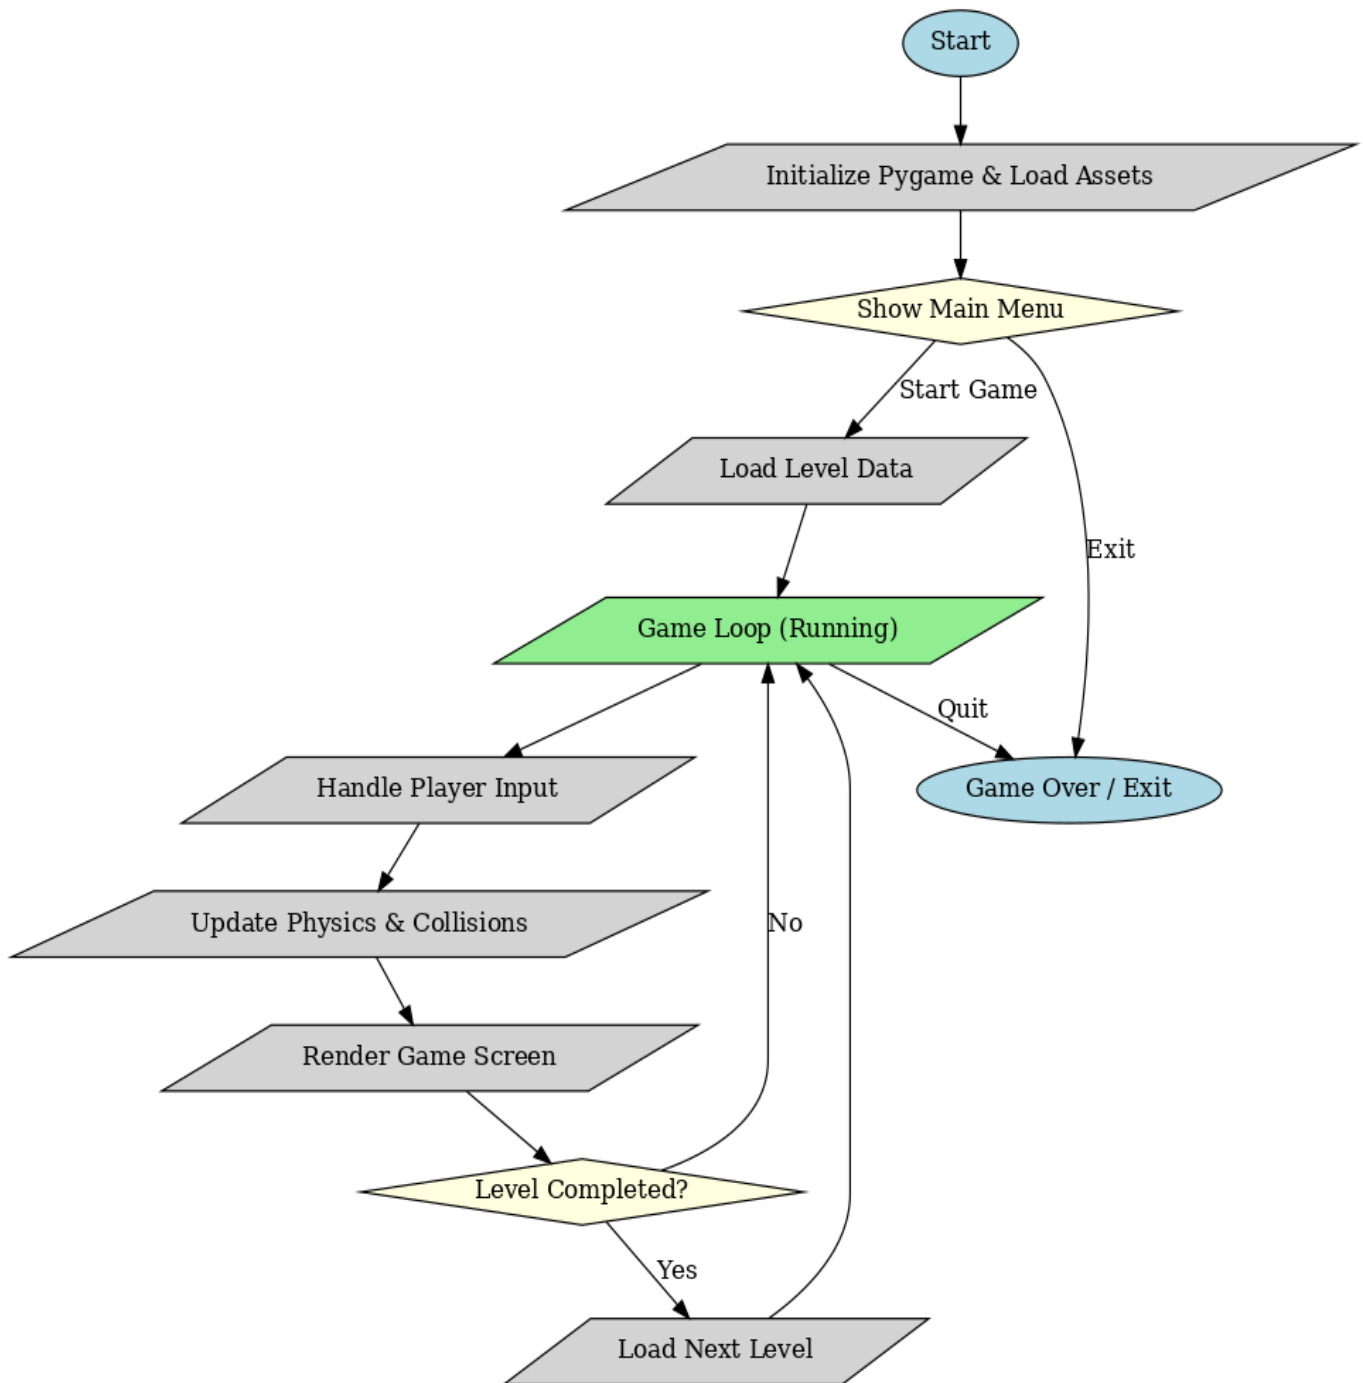 Start
Initialize Pygame & Load Assets
Show Main Menu
Start Game
Load Level Data
Exit
Game Loop (Running)
Quit
Handle Player Input
Game Over / Exit
Update Physics & Collisions
No
Render Game Screen
Level Completed?
Yes
Load Next Level